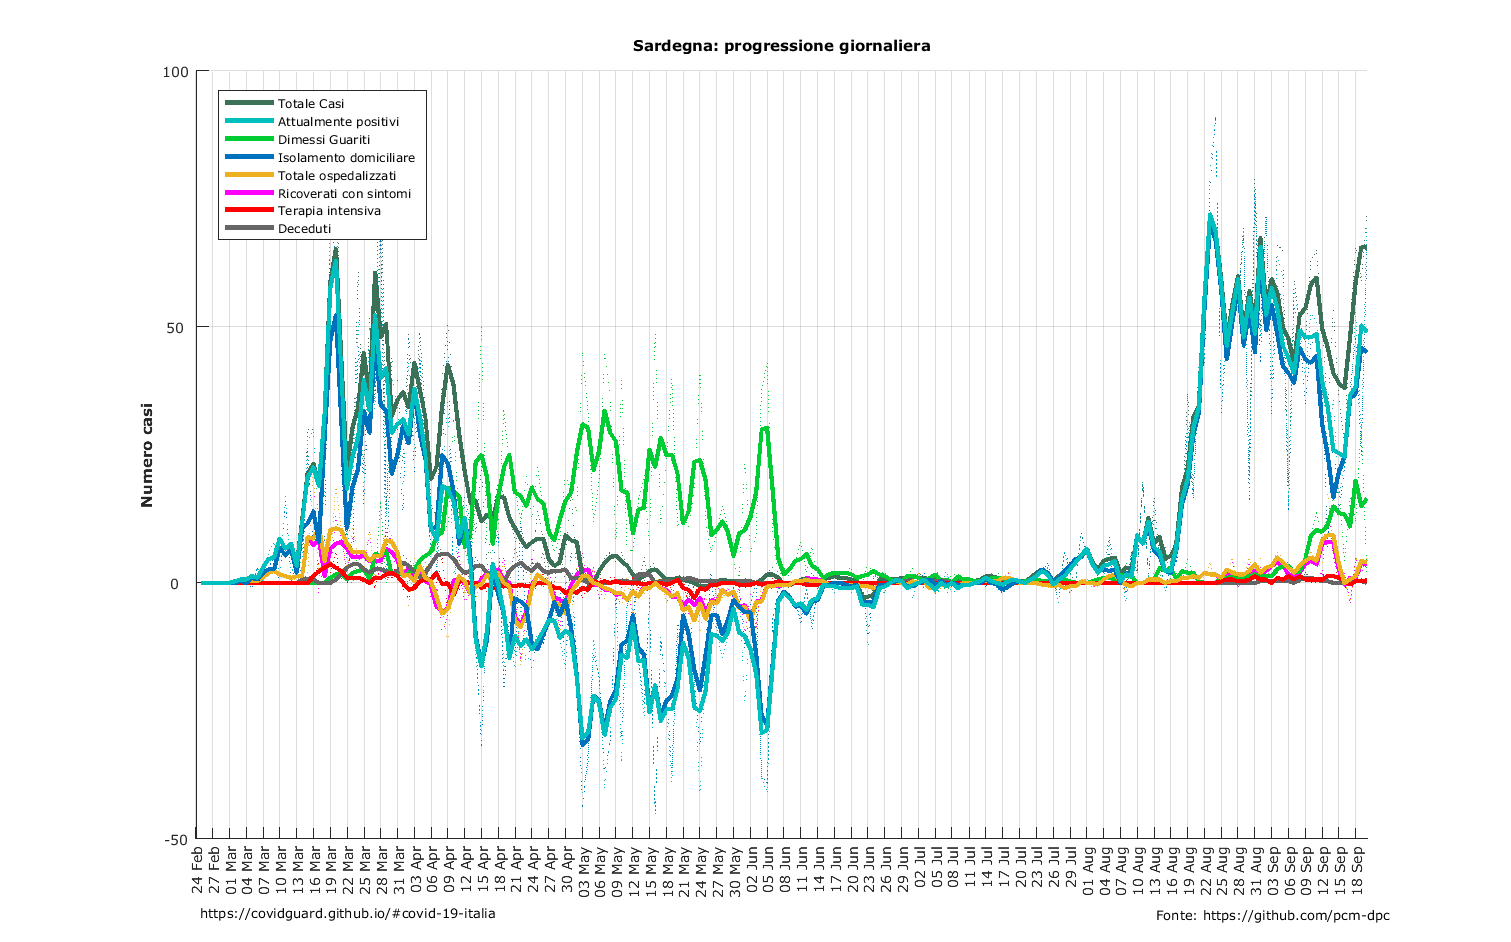 Sardegna: progressione giornaliera
100
50
0
-50
Numero casi
Totale Casi
Attualmente positivi
Dimessi Guariti
Isolamento domiciliare
Totale ospedalizzati
Ricoverati con sintomi
Terapia intensiva
Deceduti
24 Feb
27 Feb
01 Mar
04 Mar
07 Mar
10 Mar
13 Mar
16 Mar
19 Mar
22 Mar
25 Mar
28 Mar
31 Mar
03 Apr
06 Apr
09 Apr
12 Apr
15 Apr
18 Apr
21 Apr
24 Apr
27 Apr
30 Apr
03 May
06 May
09 May
12 May
15 May
18 May
21 May
24 May
27 May
30 May
02 Jun
05 Jun
08 Jun
11 Jun
14 Jun
17 Jun
20 Jun
23 Jun
26 Jun
29 Jun
02 Jul
05 Jul
08 Jul
11 Jul
14 Jul
17 Jul
20 Jul
23 Jul
26 Jul
29 Jul
01 Aug
04 Aug
07 Aug
10 Aug
13 Aug
16 Aug
19 Aug
22 Aug
25 Aug
28 Aug
31 Aug
03 Sep
06 Sep
09 Sep
12 Sep
15 Sep
18 Sep
https://covidguard.github.io/#covid-19-italia
Fonte: https://github.com/pcm-dpc